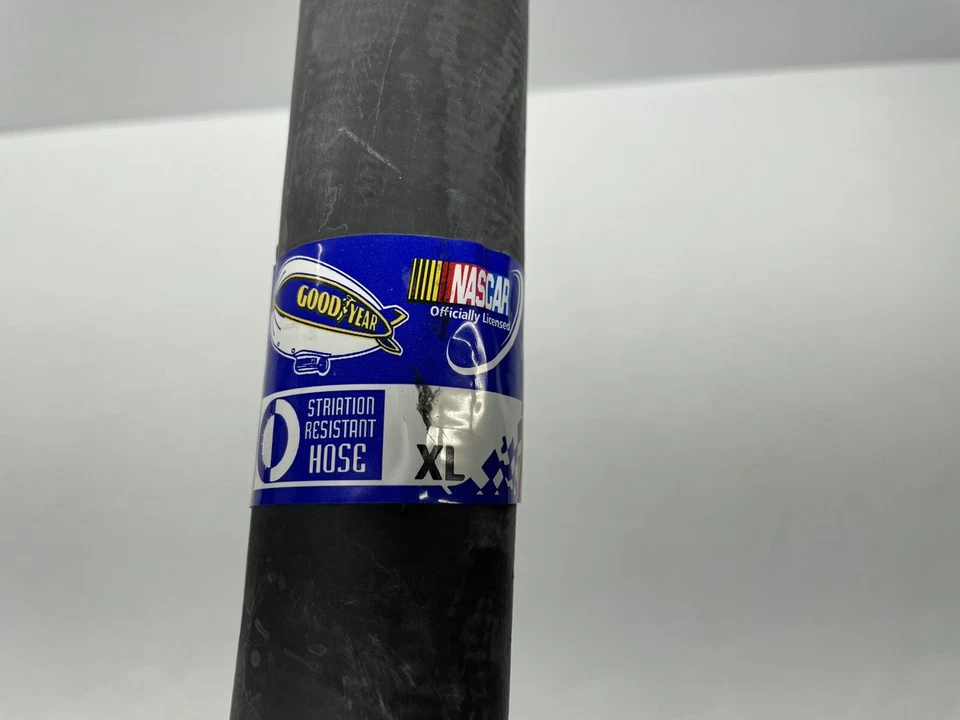 GOOD YEAR
NASCAR
Officially Licensed
STRIATION
RESISTANT
HOSE
XL